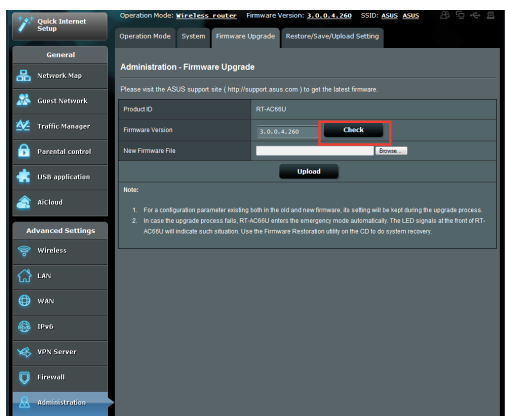 Quick Internet
Setup
Operation Mode: Wireless router Firmware Version: 3.0.0.4.260 SSID: ASUS ASUS
Operation Mode System Firmware Upgrade Restore/Save/Upload Setting
General
Network Map
Guest Network
Traffic Manager
Parental control
USB application
AiCloud
Advanced Settings
Wireless
LAN
WAN
IPv6
VPN Server
Firewall
Administration
Administration - Firmware Upgrade
Please visit the ASUS support site ( http://support.asus.com ) to get the latest firmware.
Product ID RT-AC66U
Firmware Version 3.0.0.4.260 Check
New Firmware File Browse...
Upload
Note:
1. For a configuration parameter existing both in the old and new firmware, its setting will be kept during the upgrade process.
2. In case the upgrade process fails, RT-AC66U enters the emergency mode automatically. The LED signals at the front of RT-
AC66U will indicate such situation. Use the Firmware Restoration utility on the CD to do system recovery.